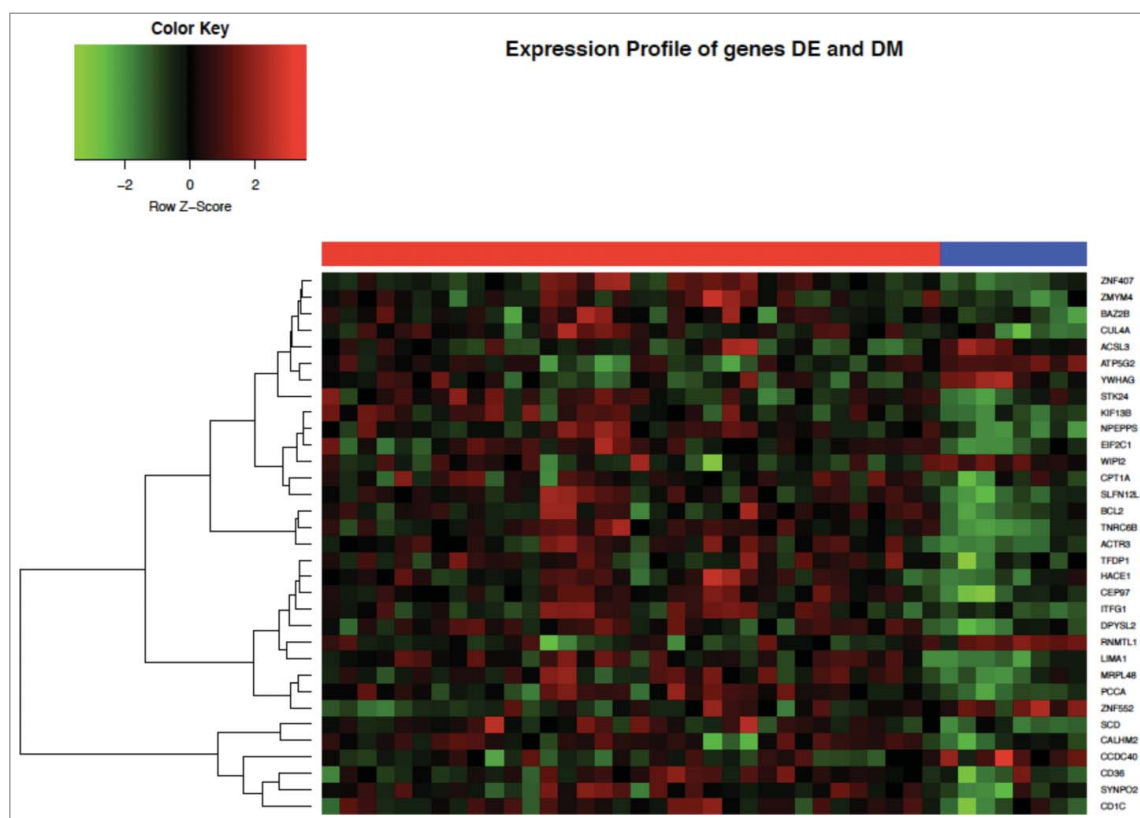 Color Key
Expression Profile of genes DE and DM
−2 0 2
Row Z−Score
ZNF407
ZMYM4
BAZ2B
CUL4A
ACSL3
ATP5G2
YWHAG
STK24
KIF13B
NPEPPS
EIF2C1
WIPI2
CPT1A
SLFN12L
BCL2
TNRC6B
ACTR3
TFDP1
HACE1
CEP97
ITFG1
DPYSL2
RNMTL1
LIMA1
MRPL48
PCCA
ZNF552
SCD
CALHM2
CCDC40
CD36
SYNPO2
CD1C